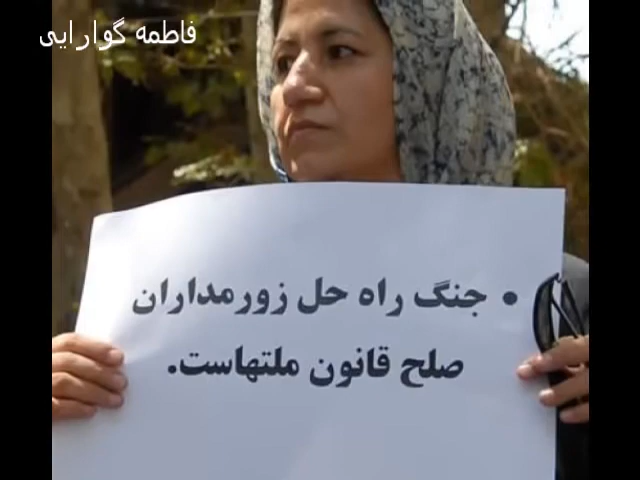 فاطمه گوارایی
• جنگ راه حل زورمداران
صلح قانون ملتهاست.